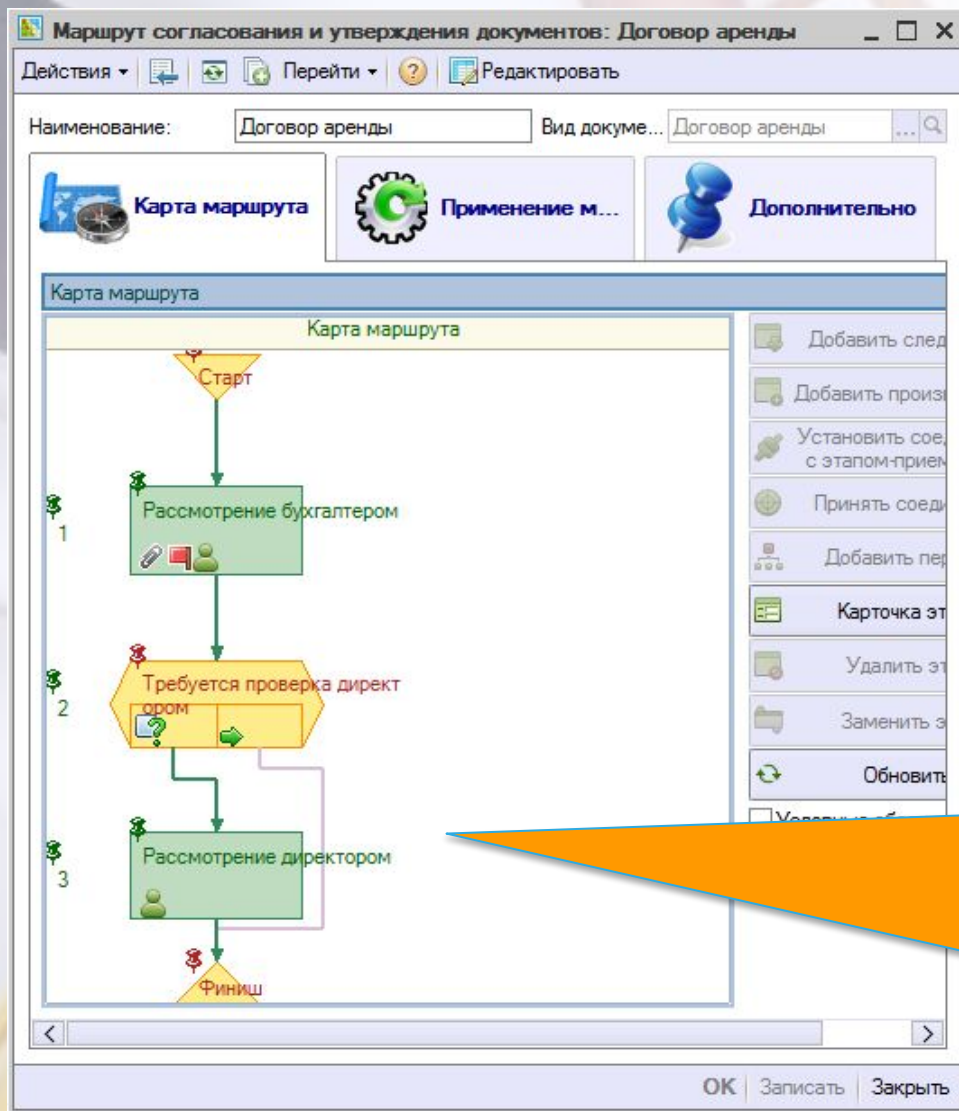 Маршрут согласования и утверждения документов: Договор аренды
Действия Перейти Редактировать
Наименование: Договор аренды Вид докуме... Договор аренды ...
Карта маршрута Применение м... Дополнительно
Карта маршрута
Карта маршрута
Старт
1
Рассмотрение бухгалтером
2
Требуется проверка директ
ором
3
Рассмотрение директором
Финиш
Добавить след
Добавить произ
Установить сое
с этапом-прием
Принять соеди
Добавить пер
Карточка эт
Удалить эт
Заменить э
Обновить
OK Записать Закрыть